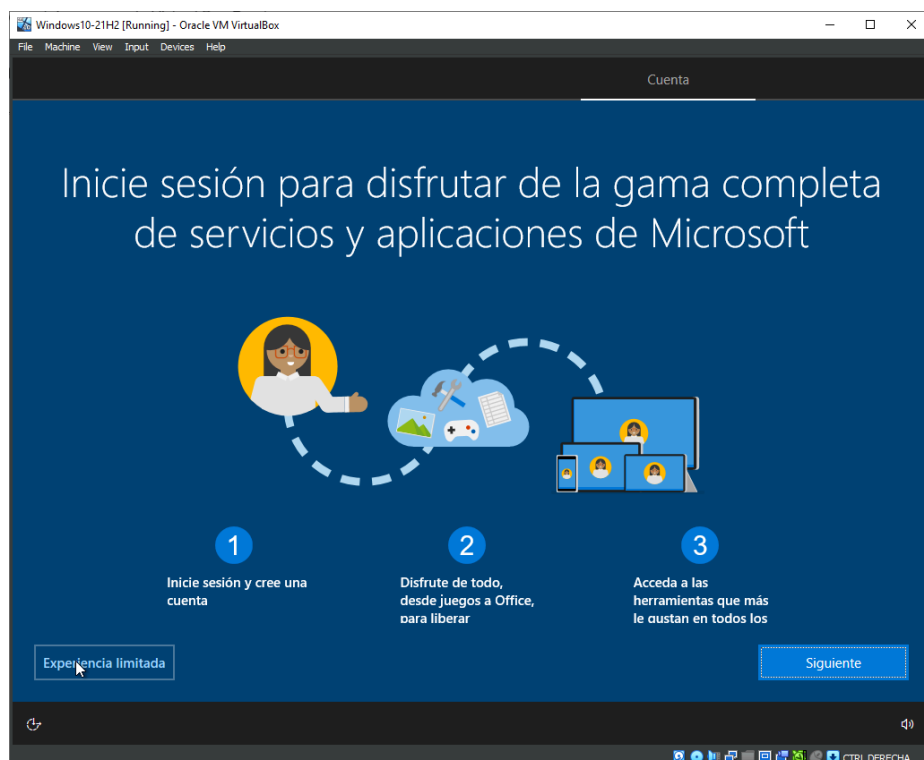 Windows10-21H2 [Running] - Oracle VM VirtualBox
File Machine View Input Devices Help
Cuenta
Inicie sesión para disfrutar de la gama completa
de servicios y aplicaciones de Microsoft
1
2
3
Inicie sesión y cree una
cuenta
Disfrute de todo,
desde juegos a Office,
para liberar
Acceda a las
herramientas que más
le gustan en todos los
Experiencia limitada
Siguiente
CTRL DERECHA